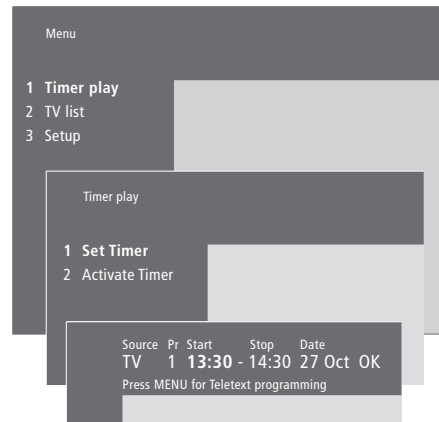 Menu
1 Timer play
2 TV list
3 Setup
Timer play
1 Set Timer
2 Activate Timer
Source Pr Start Stop Date
TV 1 13:30 - 14:30 27 Oct OK
Press MENU for Teletext programming